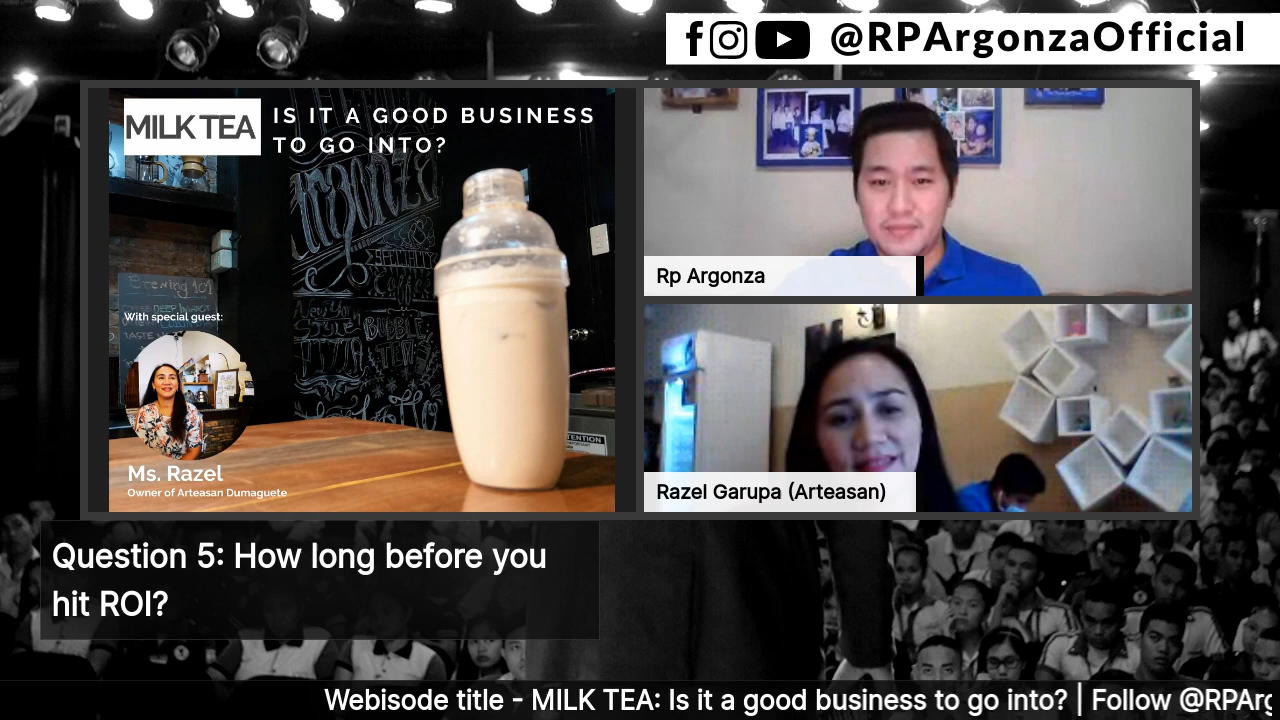 @RPArgonzaOfficial
MILK TEA
IS IT A GOOD BUSINESS
TO GO INTO?
Brewing 101
With special guest:
Ms. Razel
Owner of Arteasan Dumaguete
Rp Argonza
Razel Garupa (Arteasan)
Question 5: How long before you
hit ROI?
Webisode title - MILK TEA: Is it a good business to go into? | Follow